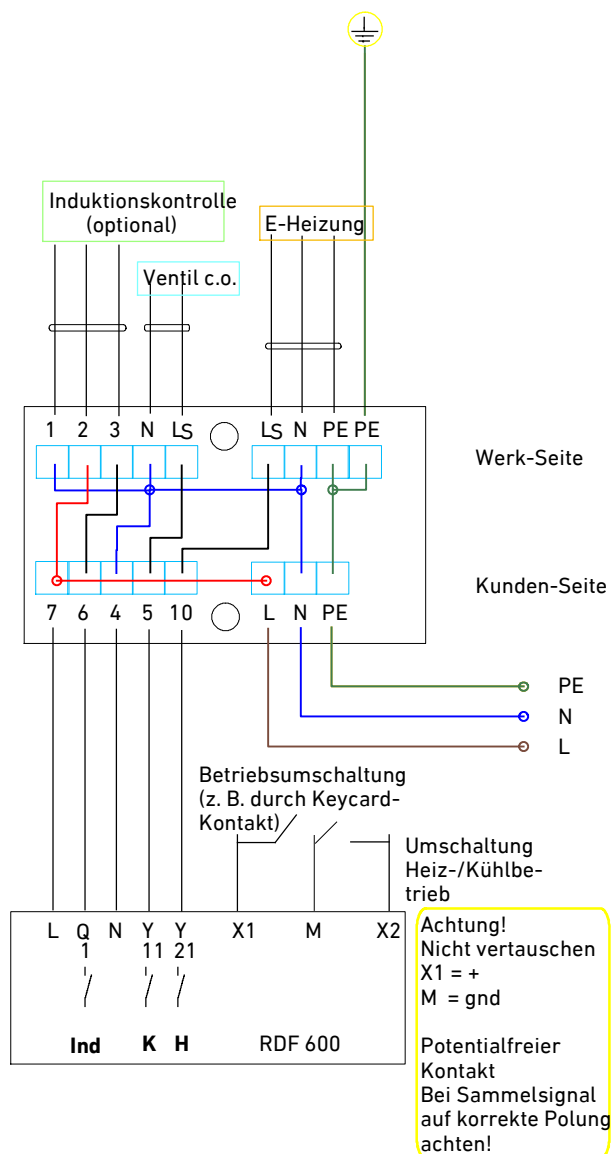 Induktionskontrolle
(optional)
E-Heizung
Ventil c.o.
1 2 3 N LS LS N PE PE
Werk-Seite
Kunden-Seite
7 6 4 5 10 L N PE
PE
N
L
Betriebsumschaltung
(z. B. durch Keycard-
Kontakt)
Umschaltung
Heiz-/Kühlbe-
trieb
L Q N Y Y X1 M X2
1 11 21
Ind K H RDF 600
Achtung!
Nicht vertauschen
X1 = +
M = gnd
Potentialfreier
Kontakt
Bei Sammelsignal
auf korrekte Polung
achten!